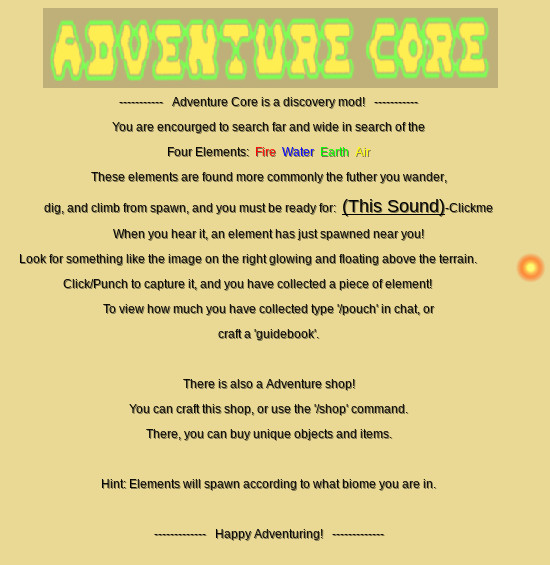 ADVENTURE CORE
----------- Adventure Core is a discovery mod! -----------
You are encourged to search far and wide in search of the
Four Elements: Fire Water Earth Air
These elements are found more commonly the futher you wander,
dig, and climb from spawn, and you must be ready for: (This Sound)-Clickme
When you hear it, an element has just spawned near you!
Look for something like the image on the right glowing and floating above the terrain.
Click/Punch to capture it, and you have collected a piece of element!
To view how much you have collected type '/pouch' in chat, or
craft a 'guidebook'.
There is also a Adventure shop!
You can craft this shop, or use the '/shop' command.
There, you can buy unique objects and items.
Hint: Elements will spawn according to what biome you are in.
------------- Happy Adventuring! -------------